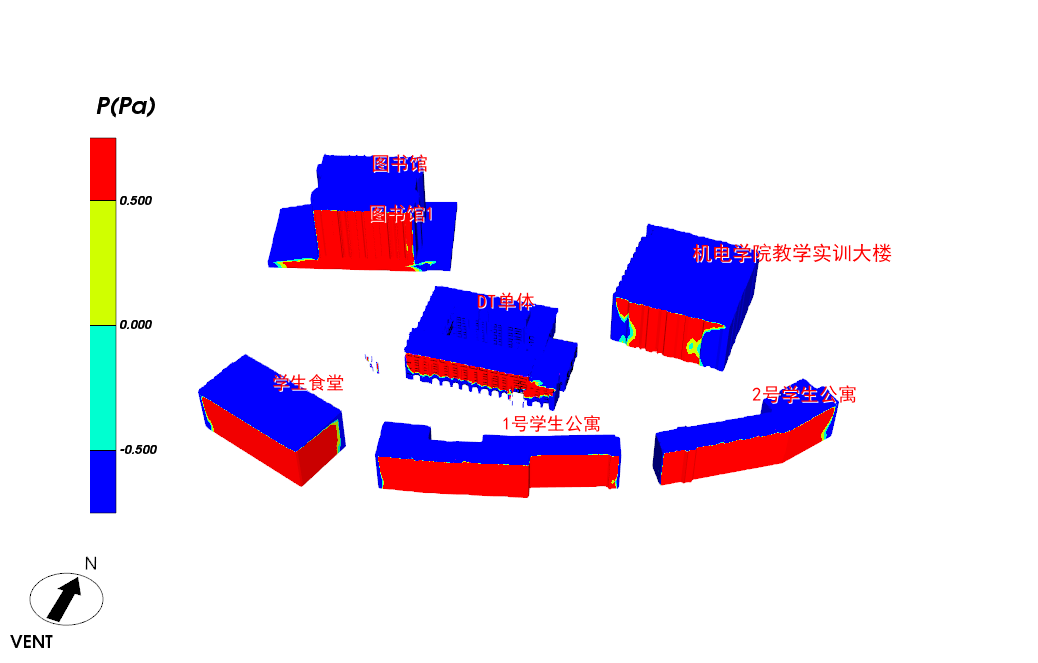 P(Pa)
0.500
0.000
-0.500
图书馆
图书馆1
机电学院教学实训大楼
DT单体
学生食堂
2号学生公寓
1号学生公寓
N
VENT